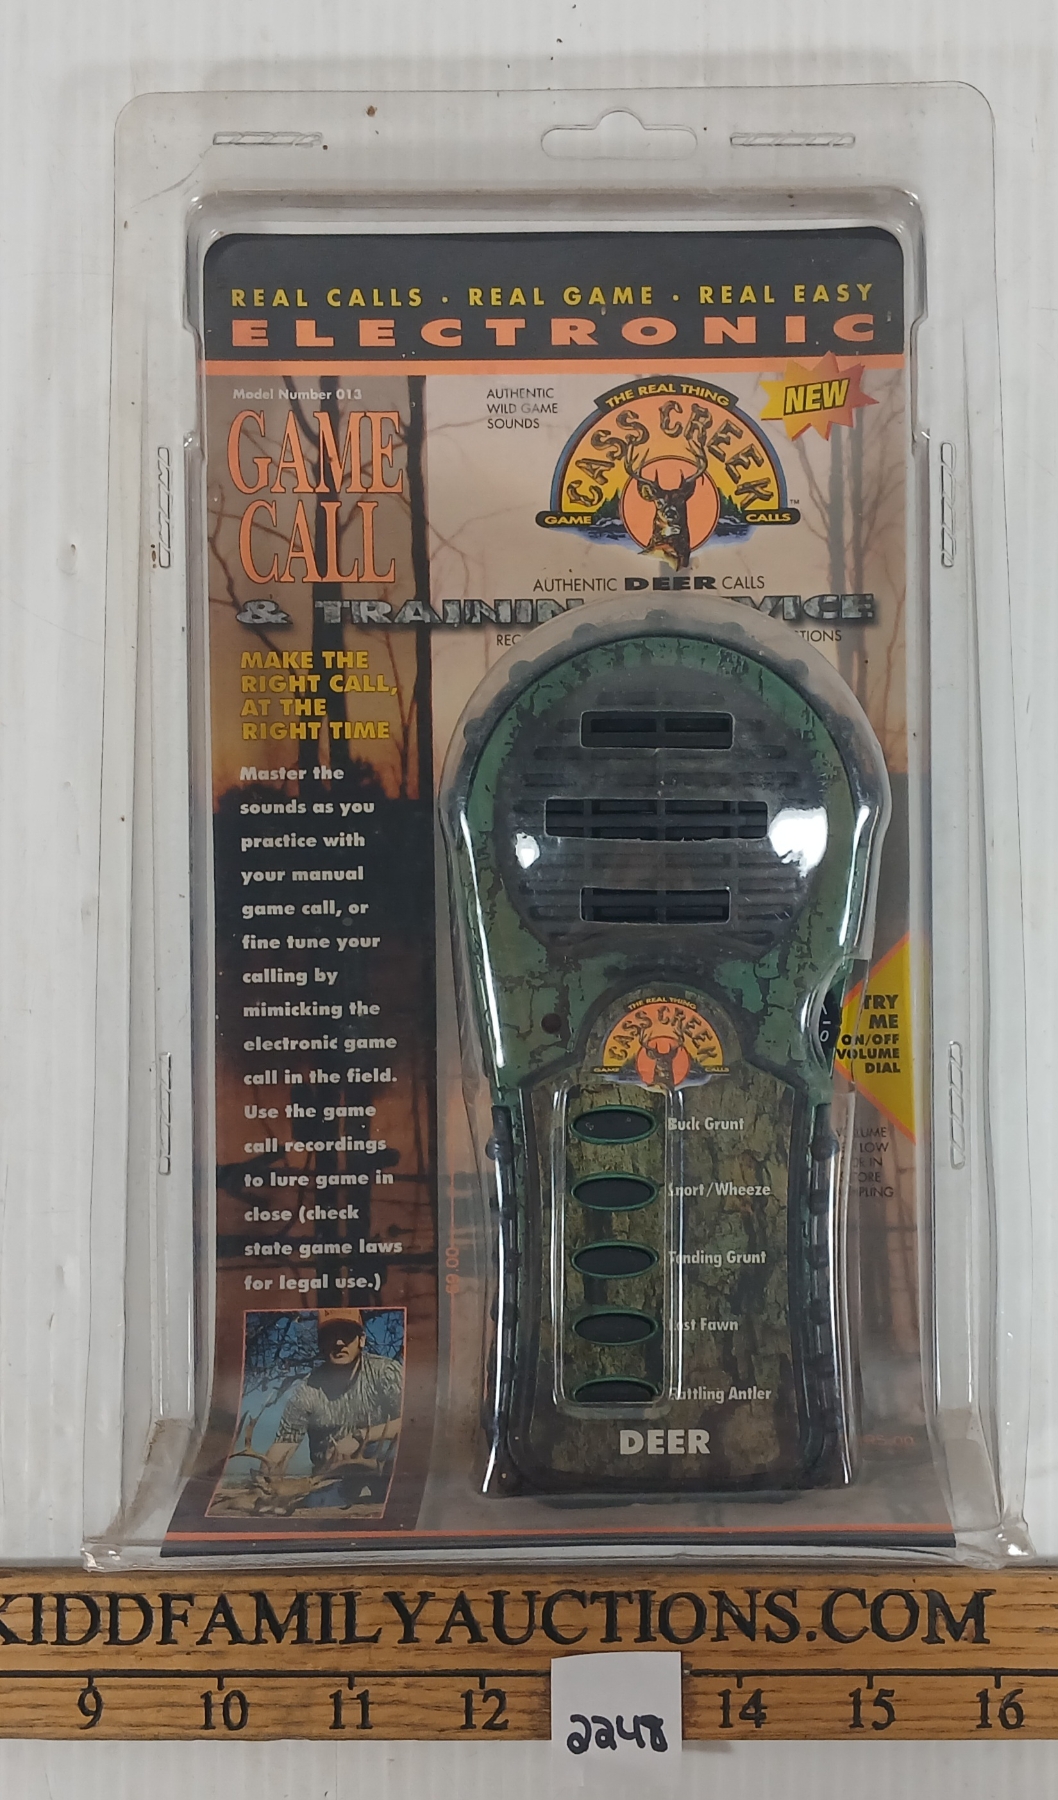 REAL CALLS · REAL GAME · REAL EASY
ELECTRONIC
Model Number 013
GAME
CALL
AUTHENTIC
WILD GAME
SOUNDS
THE REAL THING
CASS CREEK
GAME CALLS
™
NEW
AUTHENTIC DEER CALLS
& TRAINING DEVICE
MAKE THE
RIGHT CALL,
AT THE
RIGHT TIME
Master the
sounds as you
practice with
your manual
game call, or
fine tune your
calling by
mimicking the
electronic game
call in the field.
Use the game
call recordings
to lure game in
close (check
state game laws
for legal use.)
TRY
ME
ON/OFF
VOLUME
DIAL
THE REAL THING
CASS CREEK
GAME CALLS
Buck Grunt
Snort/Wheeze
Tending Grunt
Lost Fawn
Rattling Antler
DEER
KIDDFAMILYAUCTIONS.COM
9 10 11 12 14 15 16
2248